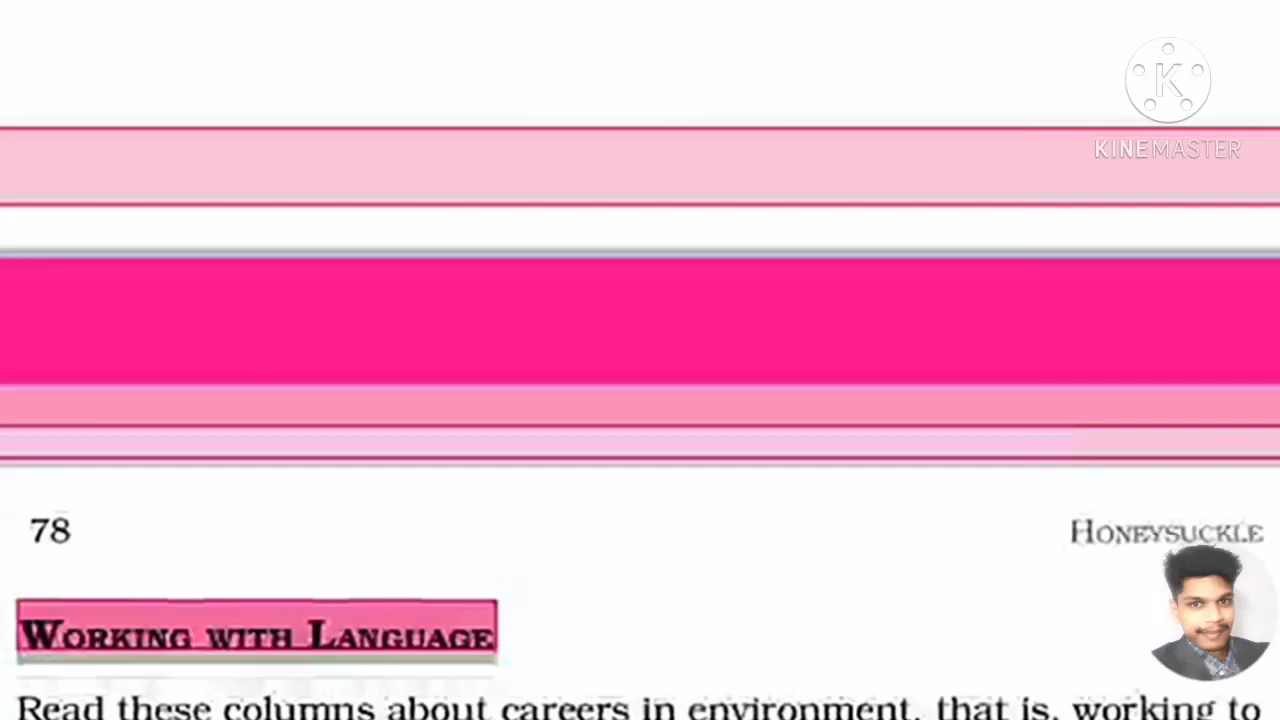 K
KINEMASTER
78 HONEYSUCKLE
WORKING WITH LANGUAGE
Read these columns about careers in environment, that is, working to